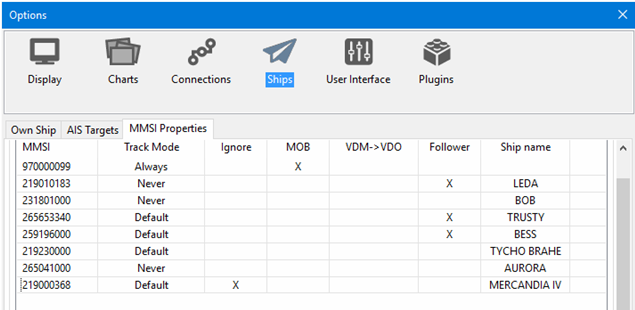 Options
Display Charts Connections Ships User Interface Plugins
Own Ship AIS Targets MMSI Properties
MMSI Track Mode Ignore MOB VDM->VDO Follower Ship name
970000099 Always X
219010183 Never X LEDA
231801000 Never BOB
265653340 Default X TRUSTY
259196000 Default X BESS
219230000 Default TYCHO BRAHE
265041000 Never AURORA
219000368 Default X MERCANDIA IV